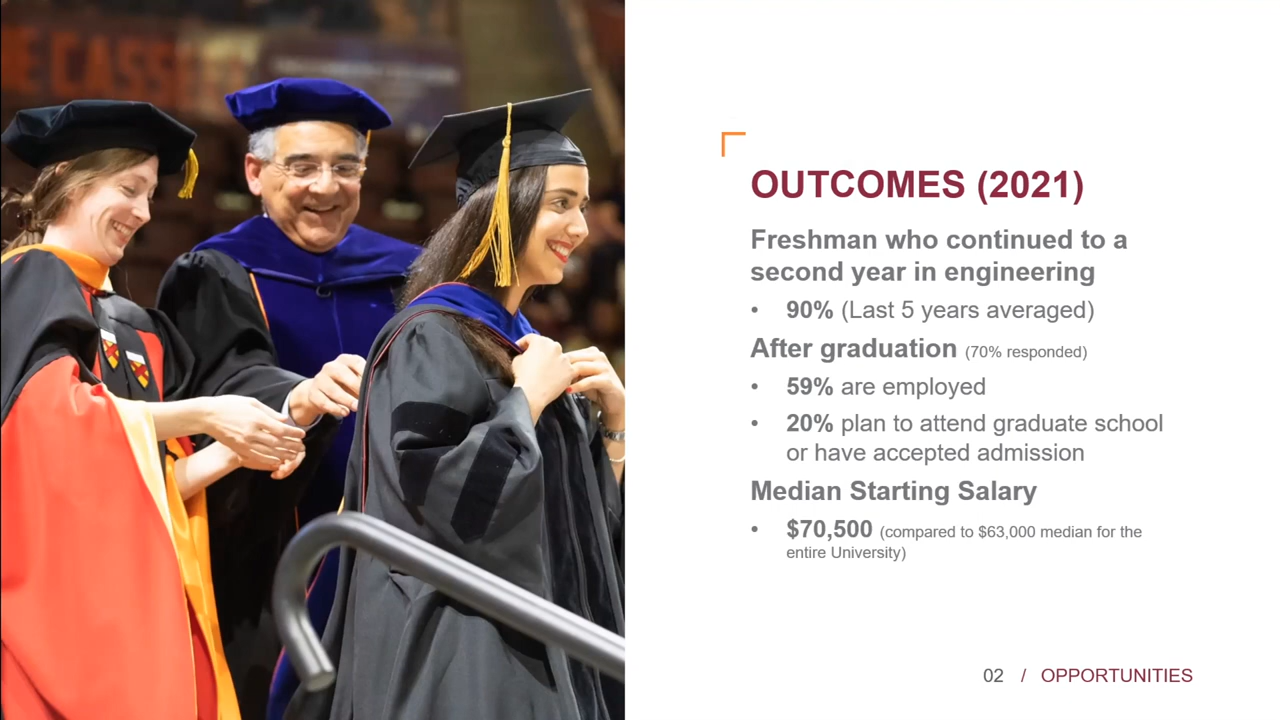 OUTCOMES (2021)
Freshman who continued to a
second year in engineering
• 90% (Last 5 years averaged)
After graduation (70% responded)
• 59% are employed
• 20% plan to attend graduate school
or have accepted admission
Median Starting Salary
• $70,500 (compared to $63,000 median for the
entire University)
02 / OPPORTUNITIES